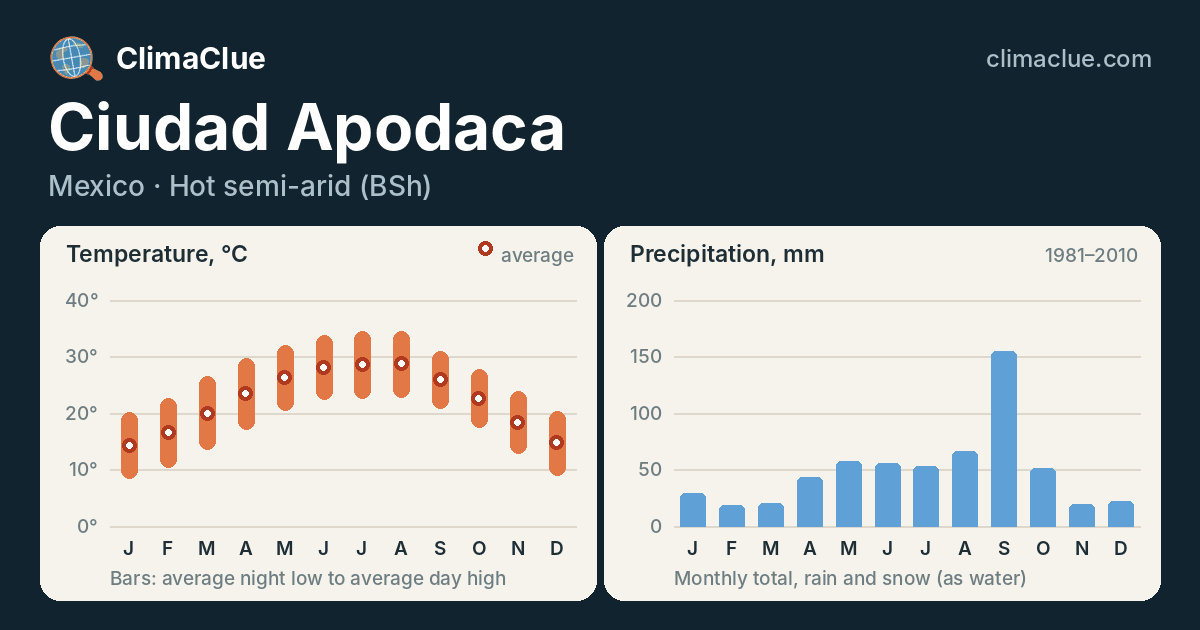 ClimaClue
climaclue.com
Ciudad Apodaca
Mexico · Hot semi-arid (BSh)
Temperature, °C
average
40°
30°
20°
10°
0°
J F M A M J J A S O N D
Bars: average night low to average day high
Precipitation, mm
1981–2010
200
150
100
50
0
J F M A M J J A S O N D
Monthly total, rain and snow (as water)